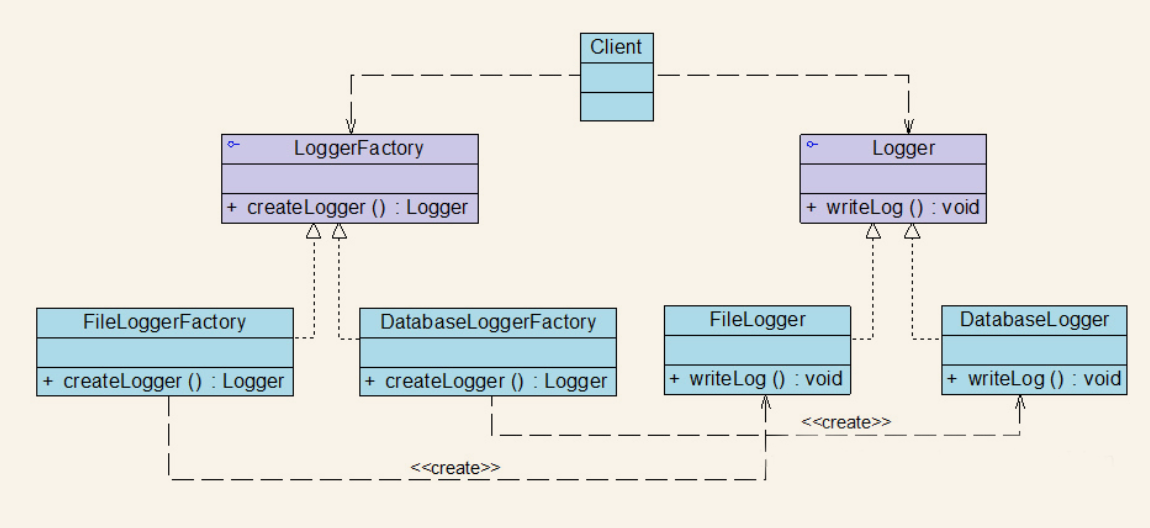 Client
LoggerFactory
+ createLogger () : Logger
Logger
+ writeLog () : void
FileLoggerFactory
+ createLogger () : Logger
DatabaseLoggerFactory
+ createLogger () : Logger
FileLogger
+ writeLog () : void
DatabaseLogger
+ writeLog () : void
<<create>>
<<create>>